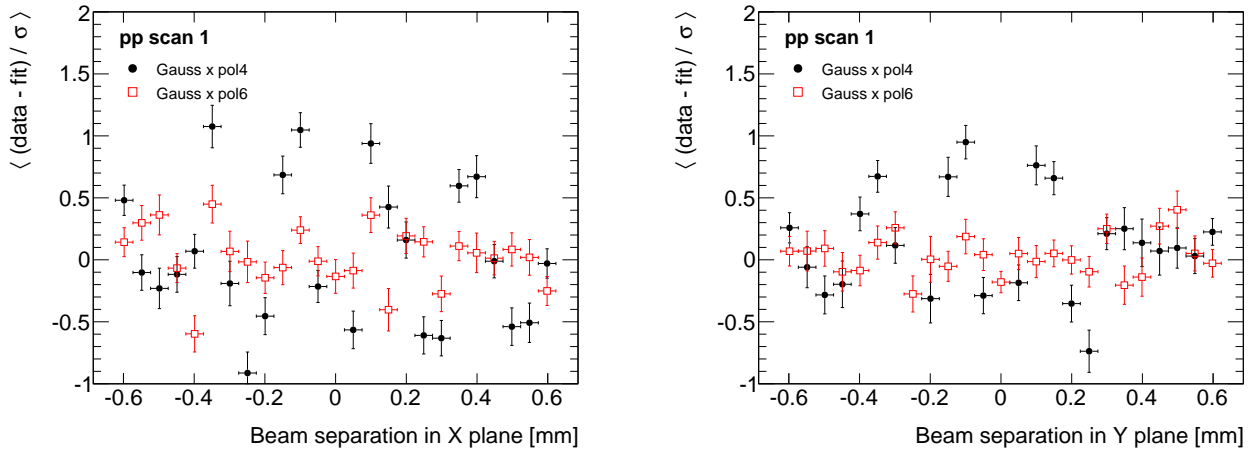 ⟨ (data - fit) / σ ⟩
2
1.5
1
0.5
0
-0.5
-1
pp scan 1
Gauss x pol4
Gauss x pol6
-0.6 -0.4 -0.2 0 0.2 0.4 0.6
Beam separation in X plane [mm]
⟨ (data - fit) / σ ⟩
2
1.5
1
0.5
0
-0.5
-1
pp scan 1
Gauss x pol4
Gauss x pol6
-0.6 -0.4 -0.2 0 0.2 0.4 0.6
Beam separation in Y plane [mm]